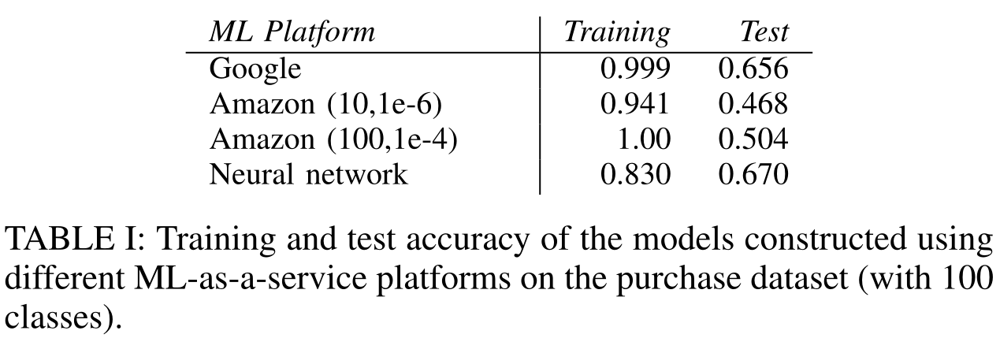 ML Platform Training Test
Google 0.999 0.656
Amazon (10,1e-6) 0.941 0.468
Amazon (100,1e-4) 1.00 0.504
Neural network 0.830 0.670
TABLE I: Training and test accuracy of the models constructed using
different ML-as-a-service platforms on the purchase dataset (with 100
classes).